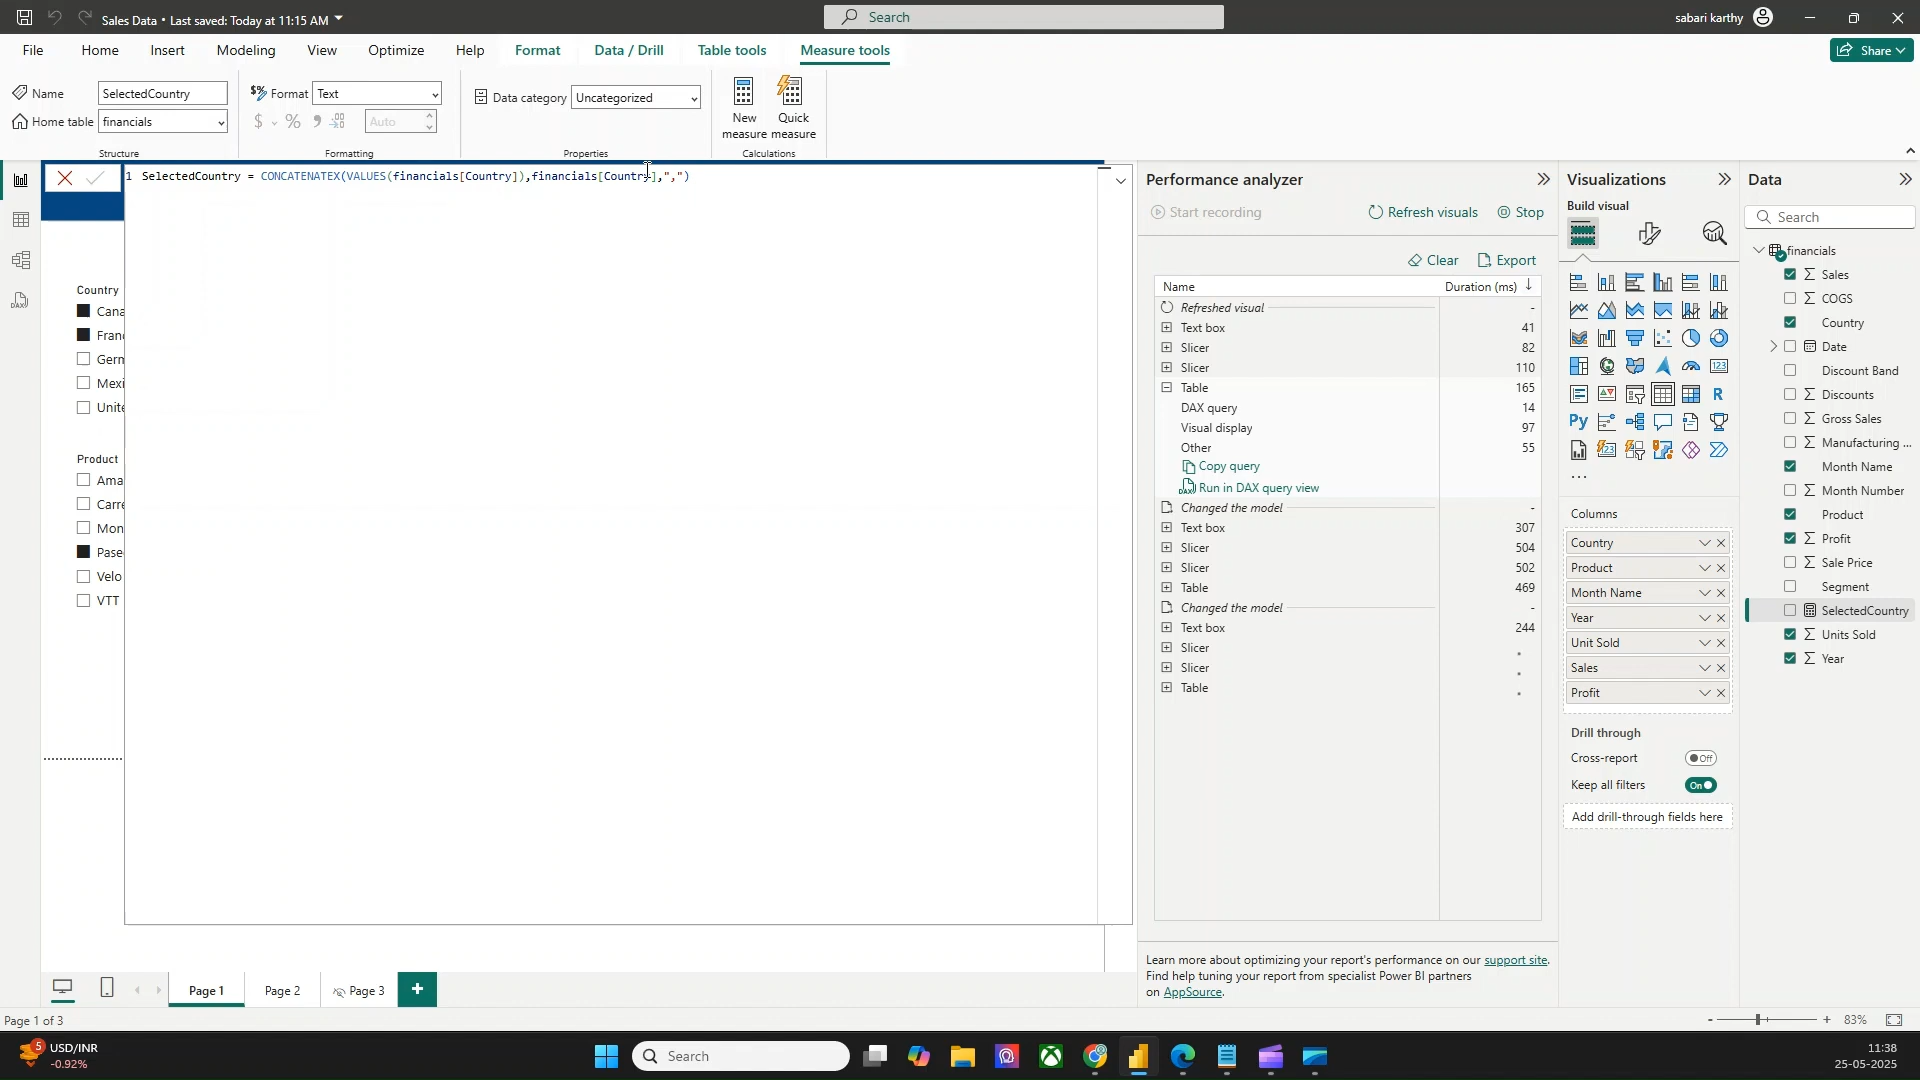 Sales Data • Last saved: Today at 11:15 AM
Search
sabari karthy
File Home Insert Modeling View Optimize Help Format Data / Drill Table tools Measure tools
Share
Name SelectedCountry
Home table financials
Structure
Format Text
$ % Auto
Formatting
Data category Uncategorized
Properties
New measure
Quick measure
Calculations
1 SelectedCountry = CONCATENATEX(VALUES(financials[Country]),financials[Country],",")
Country
Cana
Franc
Germ
Mexi
Unite
Product
Ama
Carre
Mon
Pase
Velo
VTT
Performance analyzer
Start recording Refresh visuals Stop
Clear Export
Name Duration (ms)
Refreshed visual -
Text box 41
Slicer 82
Slicer 110
Table 165
DAX query 14
Visual display 97
Other 55
Copy query
Run in DAX query view
Changed the model -
Text box 307
Slicer 504
Slicer 502
Table 469
Changed the model -
Text box 244
Slicer .
Slicer .
Table .
Learn more about optimizing your report's performance on our support site.
Find help tuning your report from specialist Power BI partners
on AppSource.
Visualizations
Build visual
123
R
Py
...
Columns
Country
Product
Month Name
Year
Unit Sold
Sales
Profit
Drill through
Cross-report Off
Keep all filters On
Add drill-through fields here
Data
Search
financials
Sales
COGS
Country
Date
Discount Band
Discounts
Gross Sales
Manufacturing ...
Month Name
Month Number
Product
Profit
Sale Price
Segment
SelectedCountry
Units Sold
Year
Page 1 Page 2 Page 3
Page 1 of 3
83%
5
USD/INR
-0.92%
Search
11:38
25-05-2025